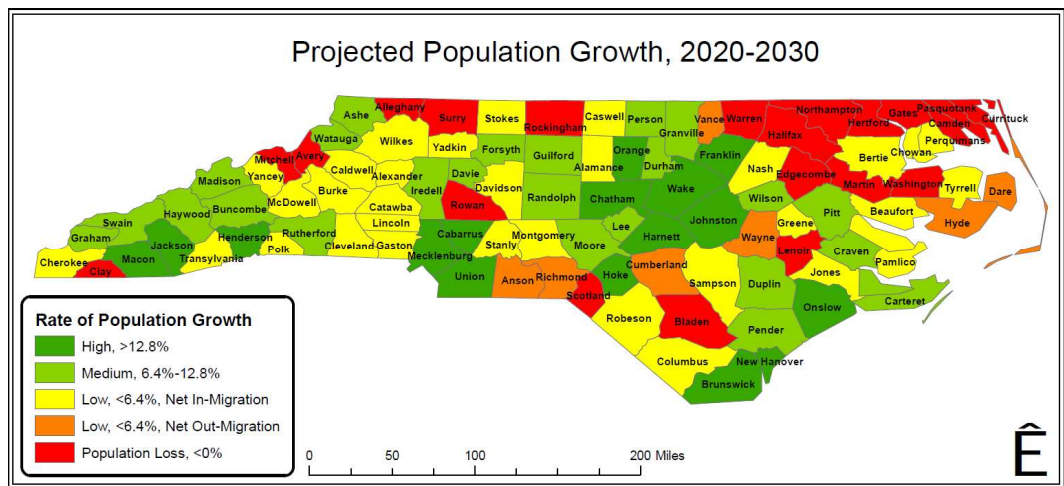 Projected Population Growth, 2020-2030
Ashe
Alleghany
Surry
Stokes
Rockingham
Caswell
Person
Granville
Vance
Warren
Northampton
Hertford
Gates
Pasquotank
Camden
Currituck
Perquimans
Chowan
Halifax
Bertie
Watauga
Wilkes
Yadkin
Forsyth
Guilford
Alamance
Orange
Durham
Franklin
Nash
Edgecombe
Martin
Washington
Tyrrell
Dare
Mitchell
Avery
Yancey
Caldwell
Alexander
Iredell
Davie
Davidson
Randolph
Chatham
Wake
Wilson
Pitt
Beaufort
Hyde
Madison
Buncombe
McDowell
Burke
Catawba
Rowan
Lincoln
Johnston
Greene
Swain
Haywood
Graham
Jackson
Henderson
Rutherford
Polk
Cleveland
Gaston
Cabarrus
Stanly
Montgomery
Moore
Lee
Harnett
Wayne
Lenoir
Craven
Pamlico
Jones
Cherokee
Clay
Macon
Transylvania
Mecklenburg
Union
Anson
Richmond
Scotland
Hoke
Cumberland
Sampson
Duplin
Onslow
Carteret
Robeson
Bladen
Pender
Columbus
New Hanover
Brunswick
Rate of Population Growth
High, >12.8%
Medium, 6.4%-12.8%
Low, <6.4%, Net In-Migration
Low, <6.4%, Net Out-Migration
Population Loss, <0%
0 50 100 200 Miles
Ê